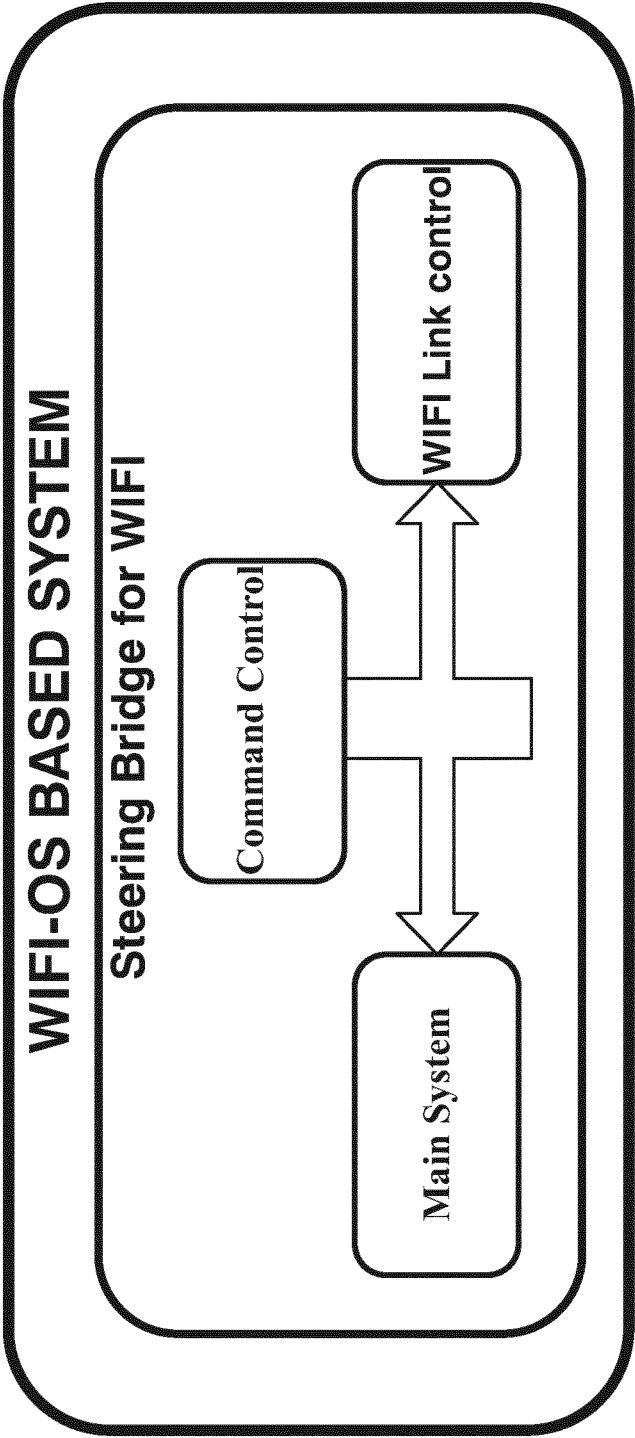 WIFI-OS BASED SYSTEM
Steering Bridge for WIFI
Command Control
Main System
WIFI Link control